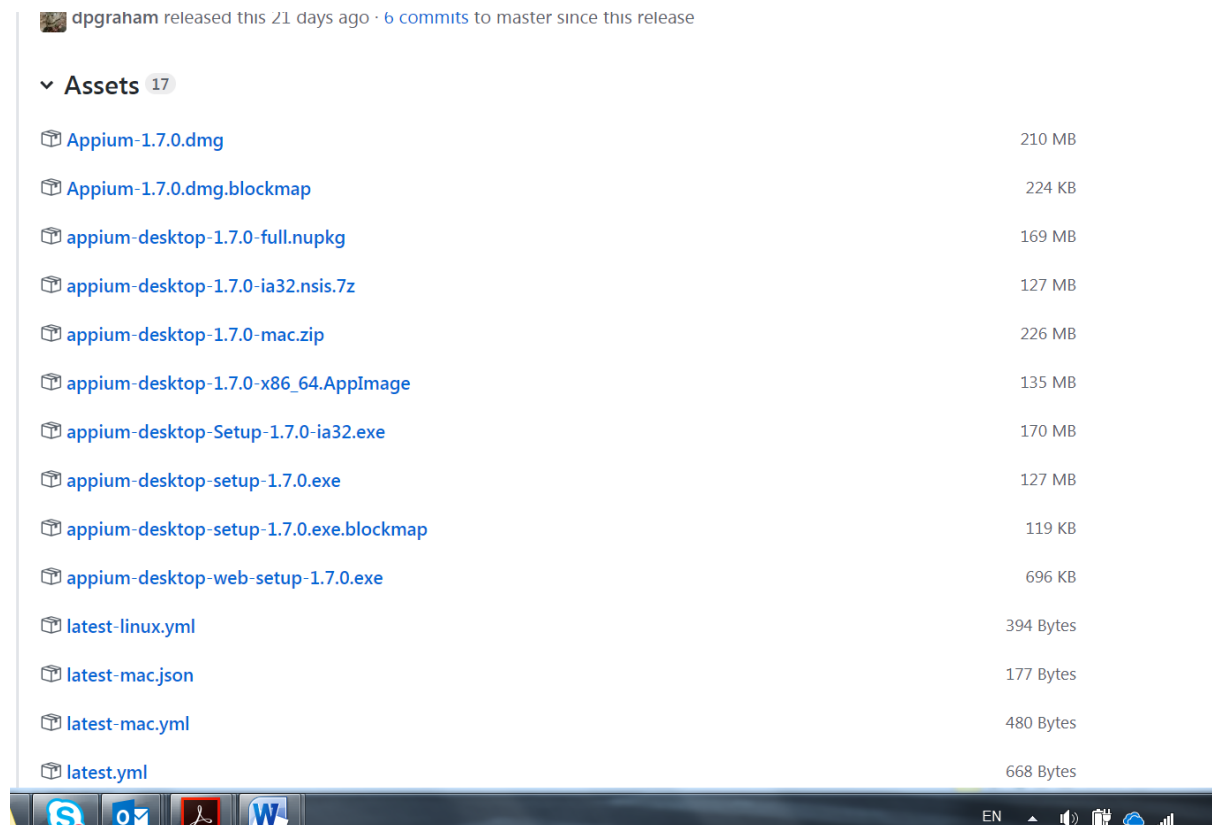 dpgraham released this 21 days ago · 6 commits to master since this release
Assets 17
Appium-1.7.0.dmg 210 MB
Appium-1.7.0.dmg.blockmap 224 KB
appium-desktop-1.7.0-full.nupkg 169 MB
appium-desktop-1.7.0-ia32.nsis.7z 127 MB
appium-desktop-1.7.0-mac.zip 226 MB
appium-desktop-1.7.0-x86_64.AppImage 135 MB
appium-desktop-Setup-1.7.0-ia32.exe 170 MB
appium-desktop-setup-1.7.0.exe 127 MB
appium-desktop-setup-1.7.0.exe.blockmap 119 KB
appium-desktop-web-setup-1.7.0.exe 696 KB
latest-linux.yml 394 Bytes
latest-mac.json 177 Bytes
latest-mac.yml 480 Bytes
latest.yml 668 Bytes
EN